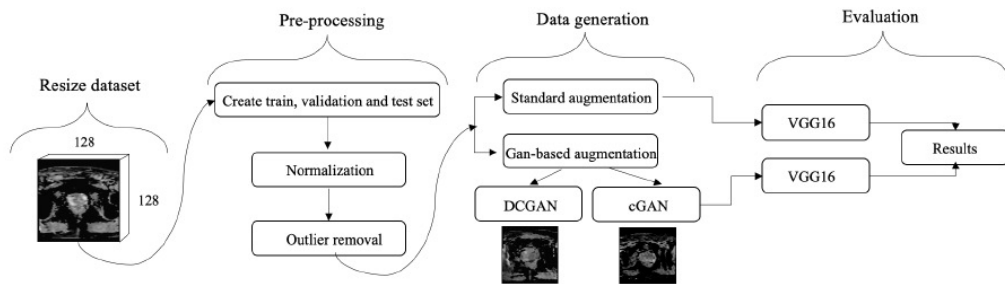 Resize dataset
128
128
Pre-processing
Create train, validation and test set
Normalization
Outlier removal
Data generation
Standard augmentation
Gan-based augmentation
DCGAN
cGAN
Evaluation
VGG16
VGG16
Results